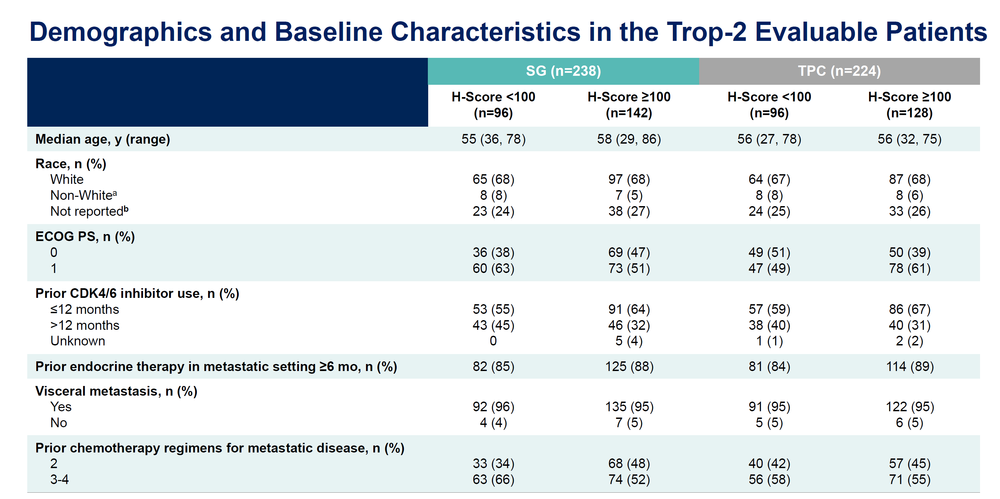 Demographics and Baseline Characteristics in the Trop-2 Evaluable Patients
SG (n=238) TPC (n=224)
H-Score <100 H-Score ≥100 H-Score <100 H-Score ≥100
(n=96) (n=142) (n=96) (n=128)
Median age, y (range) 55 (36, 78) 58 (29, 86) 56 (27, 78) 56 (32, 75)
Race, n (%)
White 65 (68) 97 (68) 64 (67) 87 (68)
Non-Whiteᵃ 8 (8) 7 (5) 8 (8) 8 (6)
Not reportedᵇ 23 (24) 38 (27) 24 (25) 33 (26)
ECOG PS, n (%)
0 36 (38) 69 (47) 49 (51) 50 (39)
1 60 (63) 73 (51) 47 (49) 78 (61)
Prior CDK4/6 inhibitor use, n (%)
≤12 months 53 (55) 91 (64) 57 (59) 86 (67)
>12 months 43 (45) 46 (32) 38 (40) 40 (31)
Unknown 0 5 (4) 1 (1) 2 (2)
Prior endocrine therapy in metastatic setting ≥6 mo, n (%) 82 (85) 125 (88) 81 (84) 114 (89)
Visceral metastasis, n (%)
Yes 92 (96) 135 (95) 91 (95) 122 (95)
No 4 (4) 7 (5) 5 (5) 6 (5)
Prior chemotherapy regimens for metastatic disease, n (%)
2 33 (34) 68 (48) 40 (42) 57 (45)
3-4 63 (66) 74 (52) 56 (58) 71 (55)